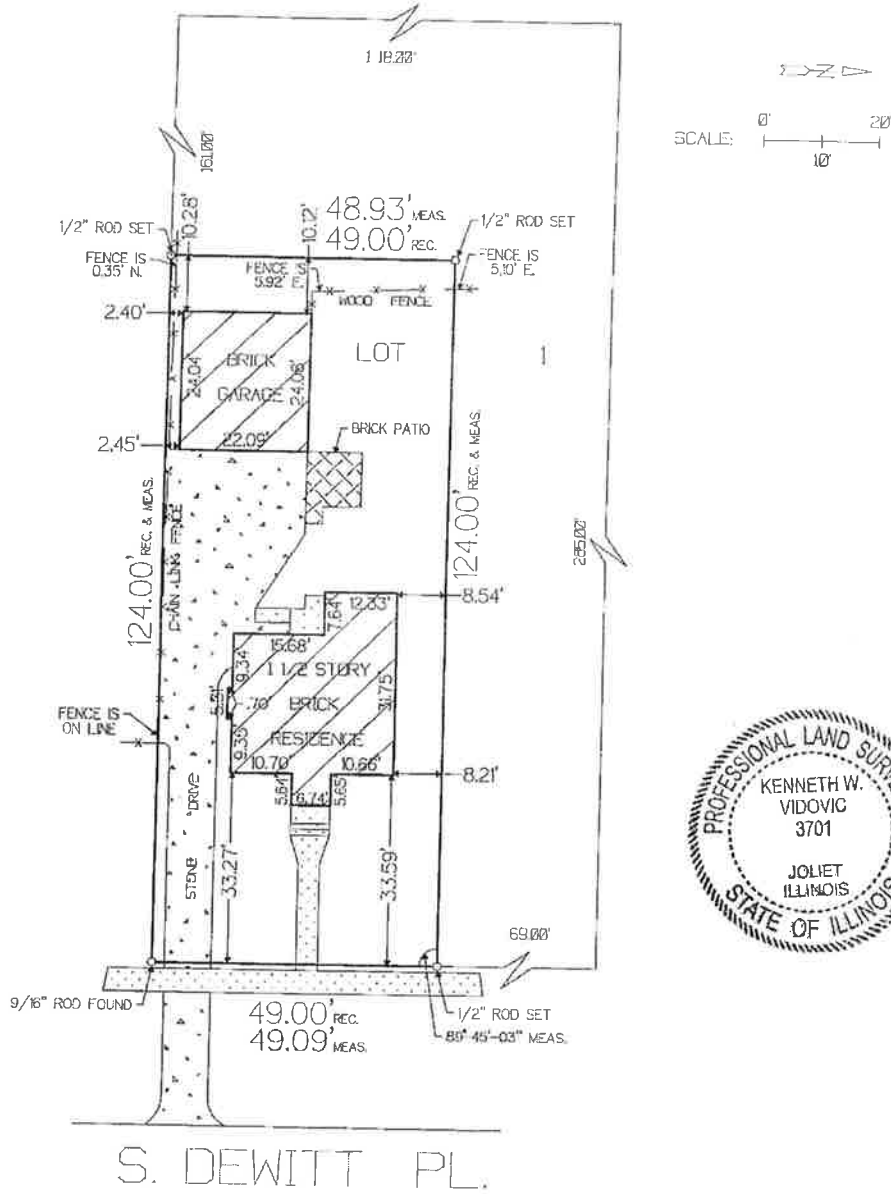 118.00'
N
SCALE:
0'
20'
10'
161.00'
10.28'
10.12'
48.93' MEAS.
49.00' REC.
1/2" ROD SET
1/2" ROD SET
FENCE IS
0.35' N.
FENCE IS
5.92' E.
FENCE IS
5.10' E.
WOOD FENCE
2.40'
LOT
1
24.04'
BRICK
GARAGE
24.06'
22.09'
BRICK PATIO
2.45'
124.00' REC. & MEAS.
CHAIN LINK FENCE
124.00' REC. & MEAS.
285.00'
8.54'
12.33'
7.64'
15.68'
9.34'
1 1/2 STORY
BRICK
RESIDENCE
5.31'
.70'
31.75'
9.35'
FENCE IS
ON LINE
10.70'
10.66'
8.21'
5.64'
6.74'
5.65'
STONE DRIVE
33.27'
33.59'
PROFESSIONAL LAND
KENNETH W.
VIDOVIC
3701
JOLIET
ILLINOIS
STATE OF ILLINOIS
69.00'
9/16" ROD FOUND
49.00' REC.
49.09' MEAS.
1/2" ROD SET
89°-45'-03" MEAS.
S. DEWITT PL.